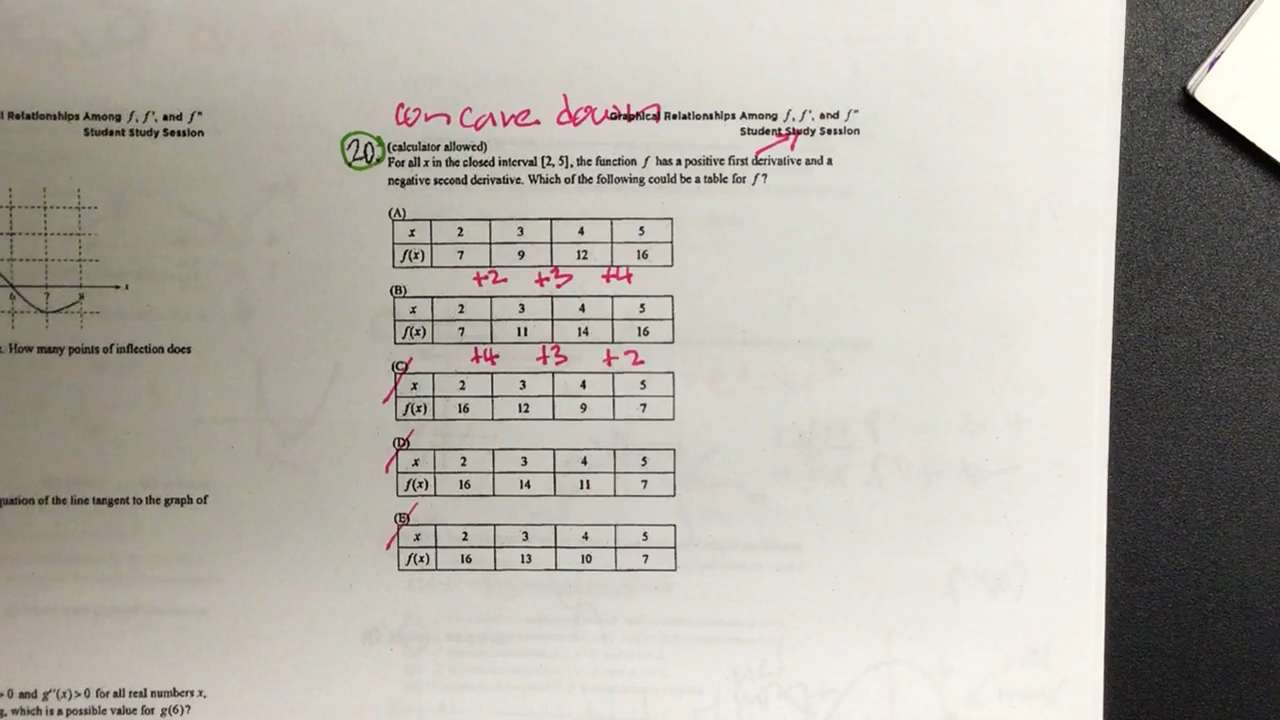 l Relationships Among f, f', and f"
Student Study Session
. How many points of inflection does
quation of the line tangent to the graph of
> 0 and g''(x) > 0 for all real numbers x,
g, which is a possible value for g(6)?
concave down
Graphical Relationships Among f, f', and f"
Student Study Session
20.
(calculator allowed)
For all x in the closed interval [2, 5], the function f has a positive first derivative and a
negative second derivative. Which of the following could be a table for f ?
(A)
x 2 3 4 5
f(x) 7 9 12 16
+2 +3 +4
(B)
x 2 3 4 5
f(x) 7 11 14 16
+4 +3 +2
(C)
x 2 3 4 5
f(x) 16 12 9 7
(D)
x 2 3 4 5
f(x) 16 14 11 7
(E)
x 2 3 4 5
f(x) 16 13 10 7